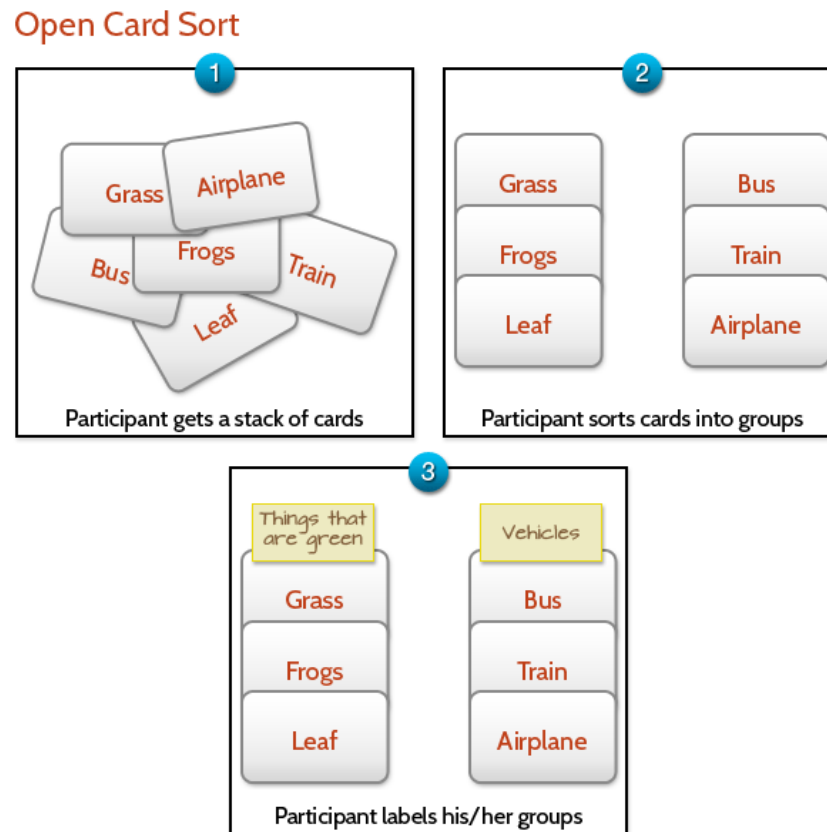 Open Card Sort
1
Grass
Airplane
Bus
Frogs
Train
Leaf
Participant gets a stack of cards
2
Grass
Frogs
Leaf
Bus
Train
Airplane
Participant sorts cards into groups
3
Things that
are green
Grass
Frogs
Leaf
Vehicles
Bus
Train
Airplane
Participant labels his/her groups